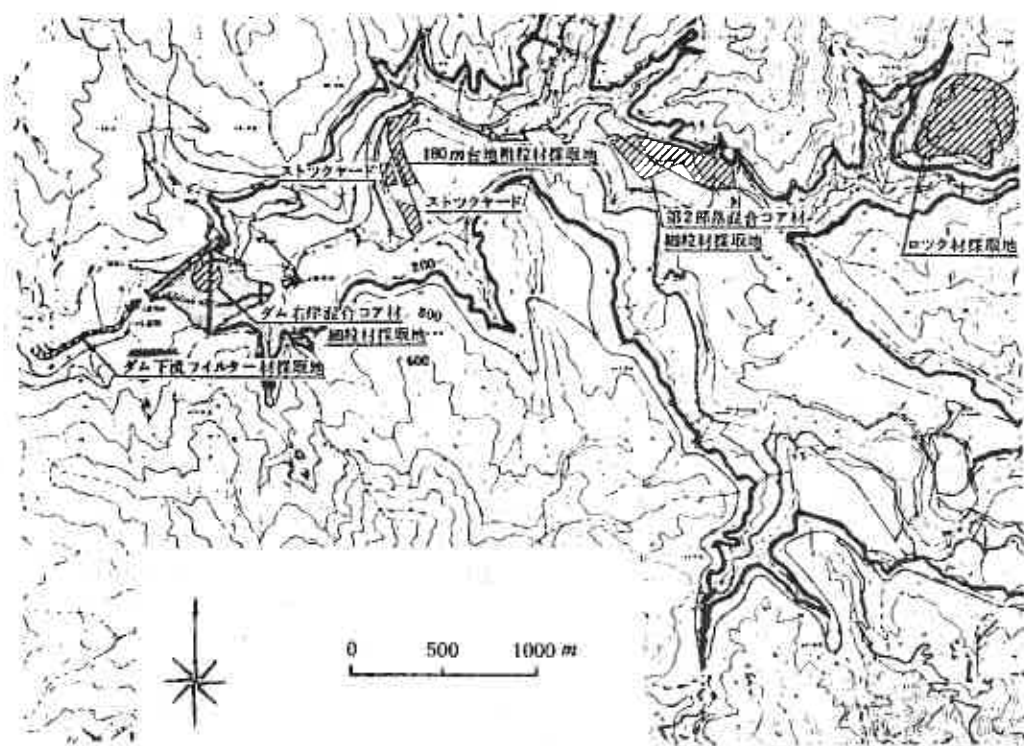 180m台地粗粒材採取地
ストックヤード
ストックヤード
第2部落混合コア材
細粒材採取地
ロック材採取地
200
ダム右岸混合コア材
300
細粒材採取地
400
ダム下流フイルター材採取地
0 500 1000 m